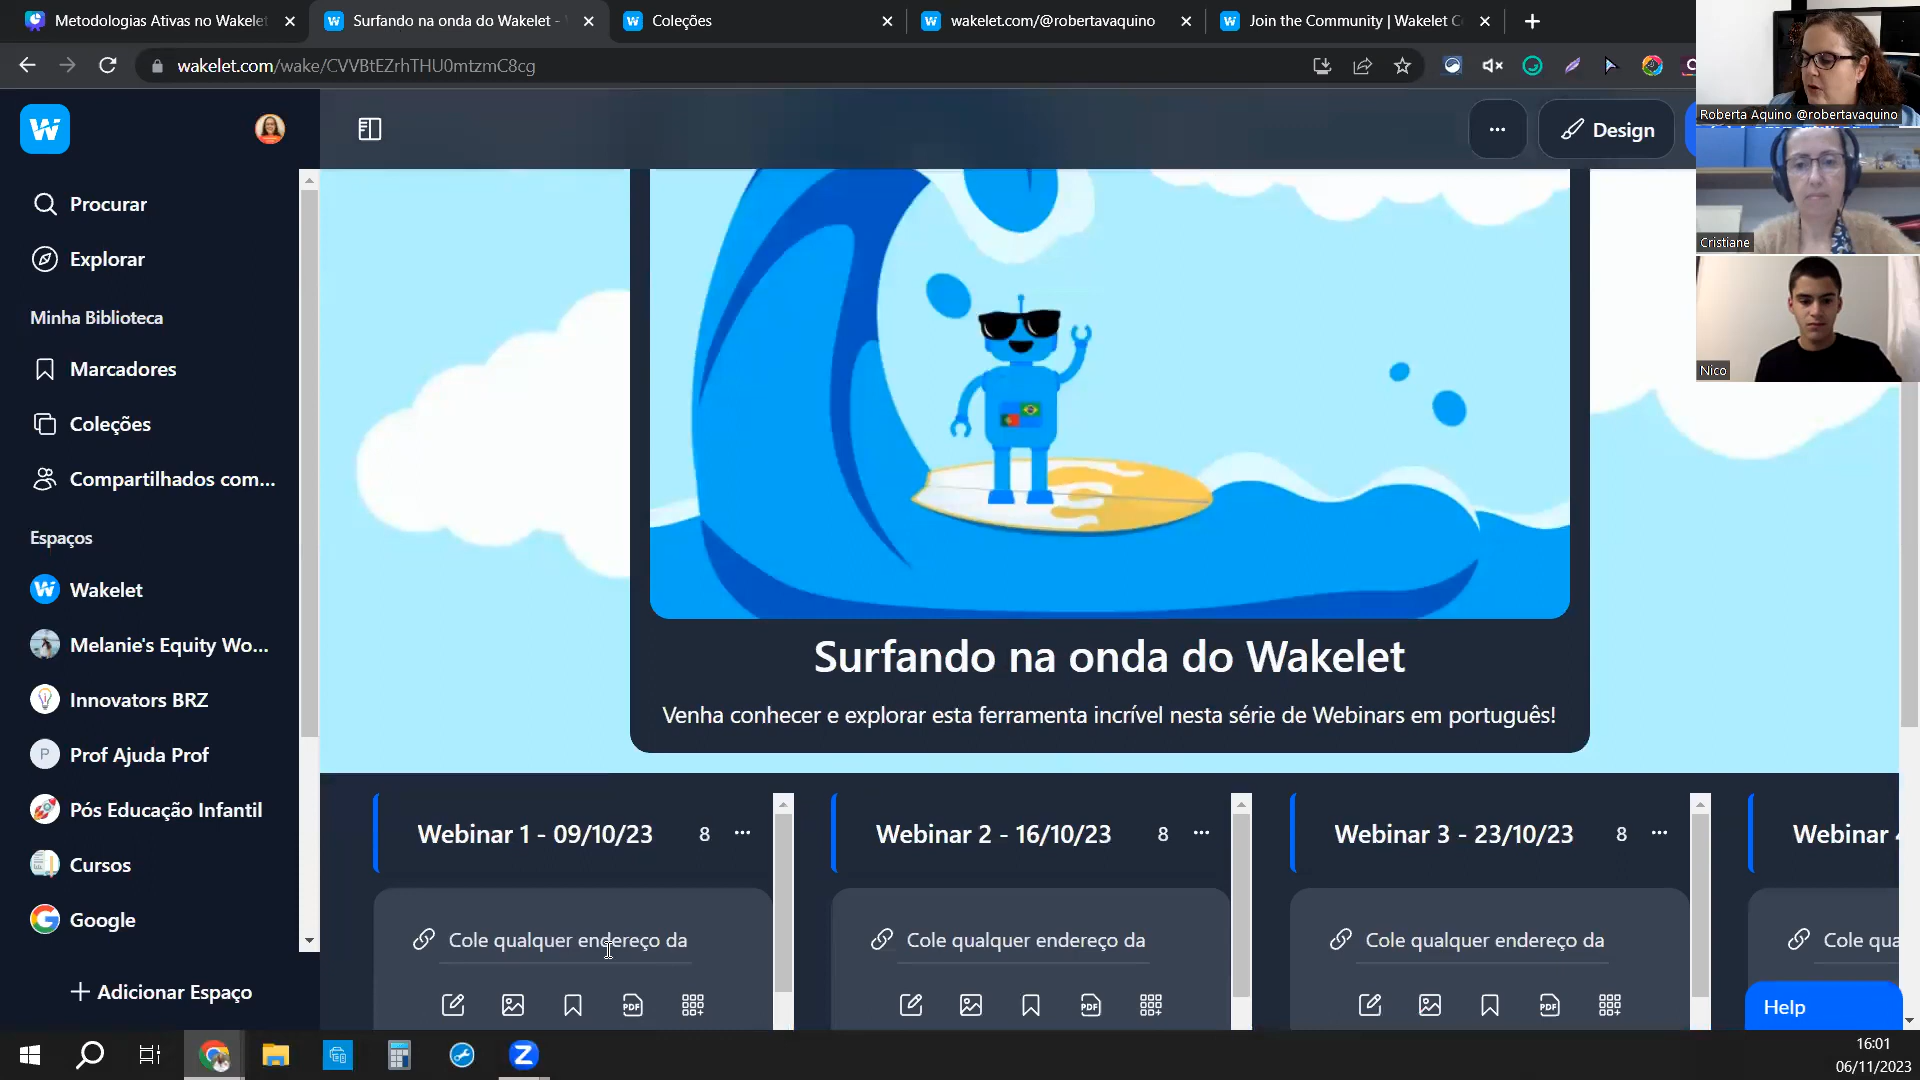 Metodologias Ativas no Wakelet
Surfando na onda do Wakelet -
Coleções
wakelet.com/@robertavaquino
Join the Community | Wakelet C
wakelet.com/wake/CVVBtEZrhTHU0mtzmC8cg
Design
Procurar
Explorar
Minha Biblioteca
Marcadores
Coleções
Compartilhados com...
Espaços
Wakelet
Melanie's Equity Wo...
Innovators BRZ
P Prof Ajuda Prof
Pós Educação Infantil
Cursos
Google
Adicionar Espaço
Roberta Aquino @robertavaquino
Cristiane
Nico
Surfando na onda do Wakelet
Venha conhecer e explorar esta ferramenta incrível nesta série de Webinars em português!
Webinar 1 - 09/10/23 8
Webinar 2 - 16/10/23 8
Webinar 3 - 23/10/23 8
Webinar
Cole qualquer endereço da
Cole qualquer endereço da
Cole qualquer endereço da
Cole qua
PDF
PDF
PDF
Help
16:01
06/11/2023